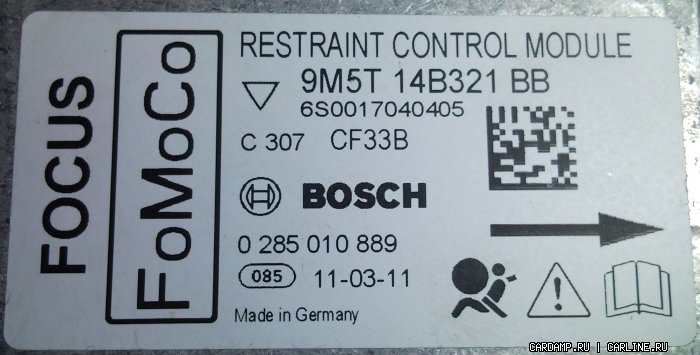 FOCUS
FoMoCo
RESTRAINT CONTROL MODULE
9M5T 14B321 BB
6S0017040405
C 307 CF33B
BOSCH
0 285 010 889
085 11-03-11
Made in Germany
CARDAMP.RU | CARLINE.RU